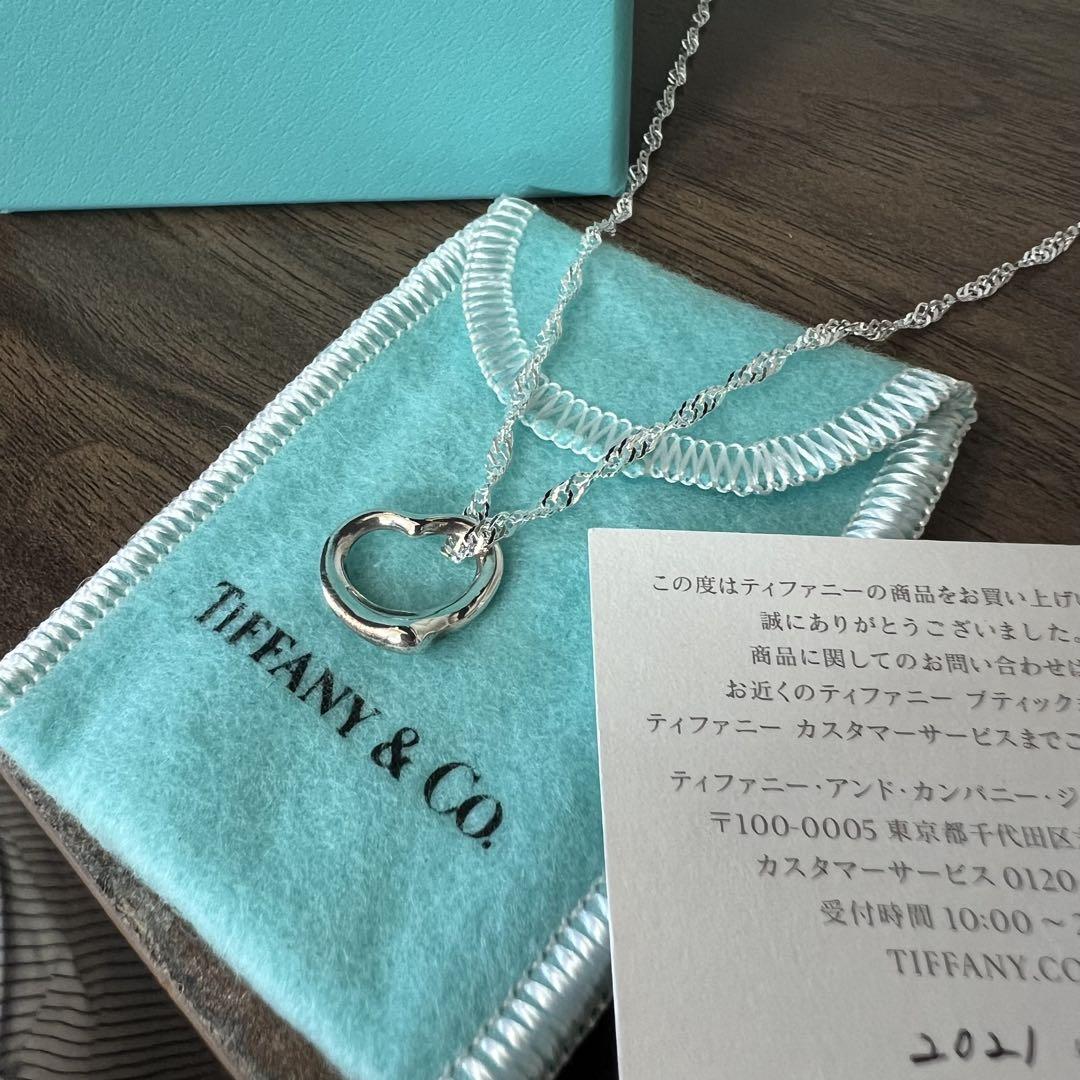 TIFFANY & CO.
この度はティファニーの商品をお買い上げ
誠にありがとうございました。
商品に関してのお問い合わせは
お近くのティファニー ブティック
ティファニー カスタマーサービスまでご
ティファニー・アンド・カンパニー・ジ
〒100-0005 東京都千代田区
カスタマーサービス 0120
受付時間 10:00 ~
TIFFANY.CO
2021